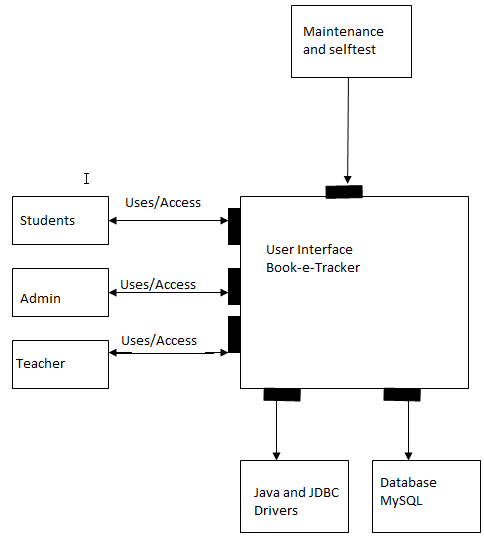 Maintenance
and selftest
Uses/Access
Students
User Interface
Book-e-Tracker
Uses/Access
Admin
Uses/Access
Teacher
Java and JDBC
Drivers
Database
MySQL